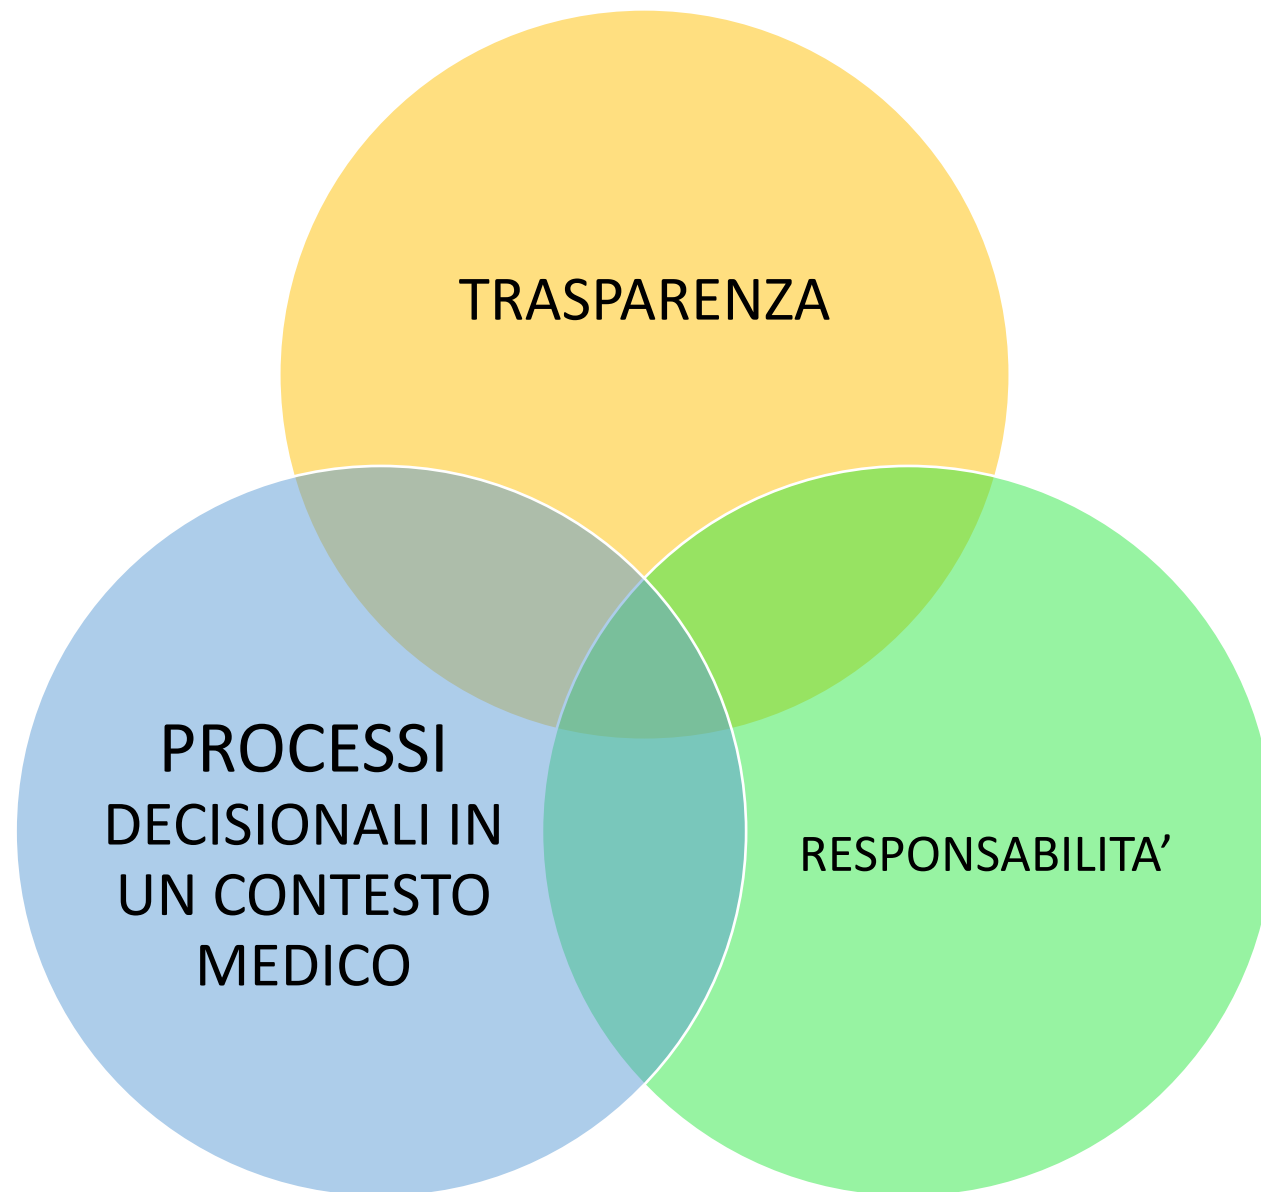 TRASPARENZA
PROCESSI
DECISIONALI IN
UN CONTESTO
MEDICO
RESPONSABILITA’